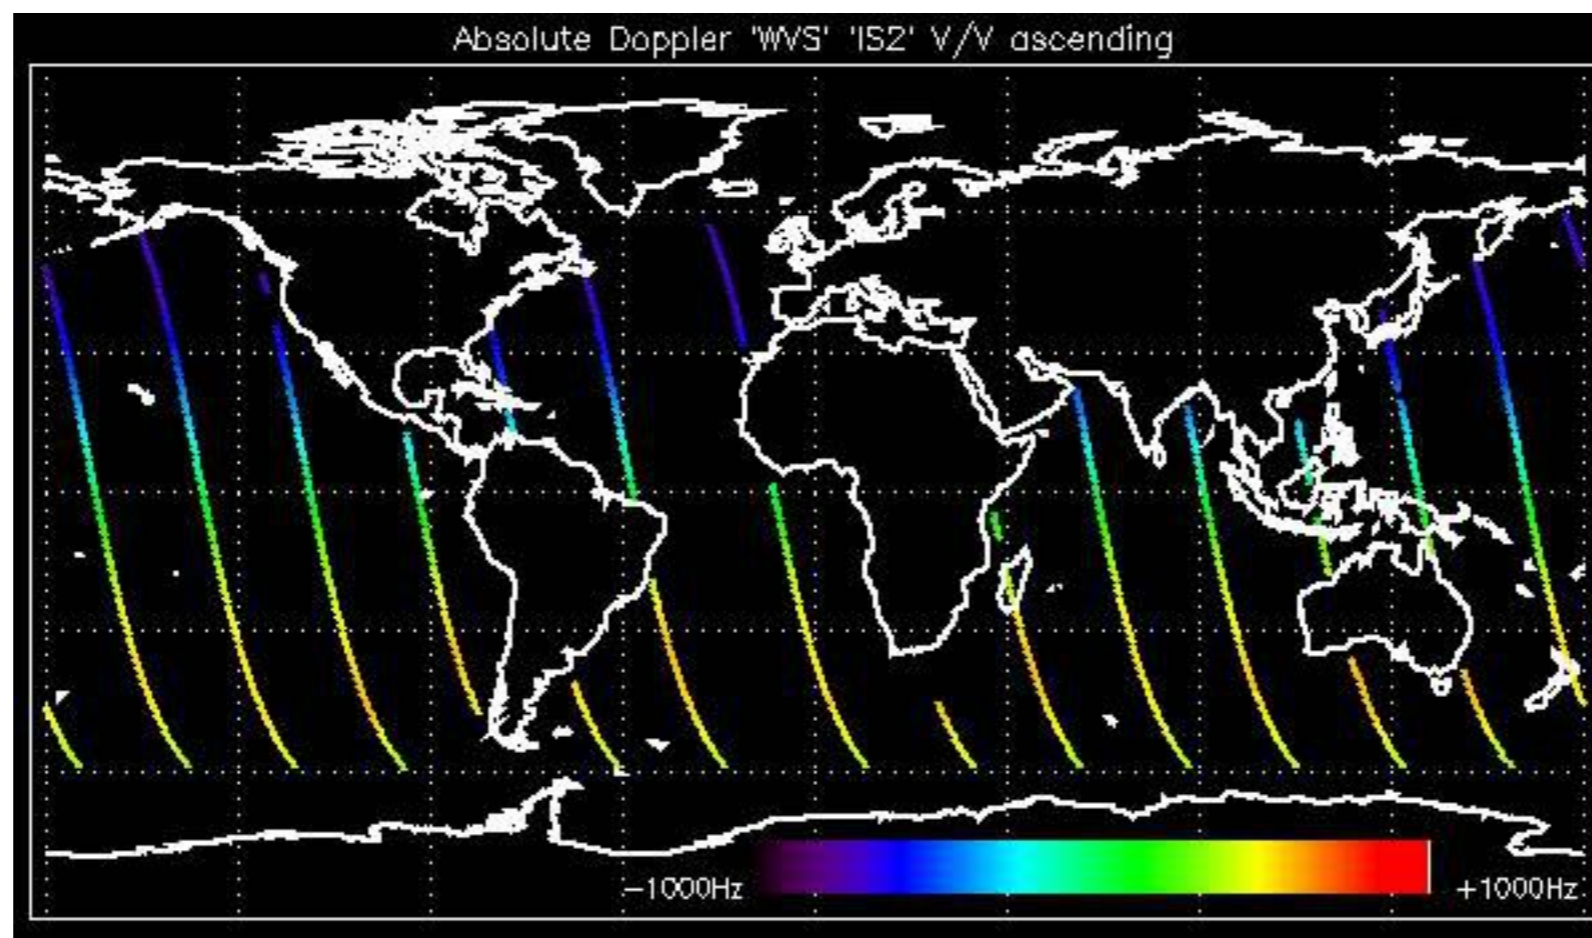 Absolute Doppler 'WVS' 'IS2' V/V ascending
−1000Hz +1000Hz